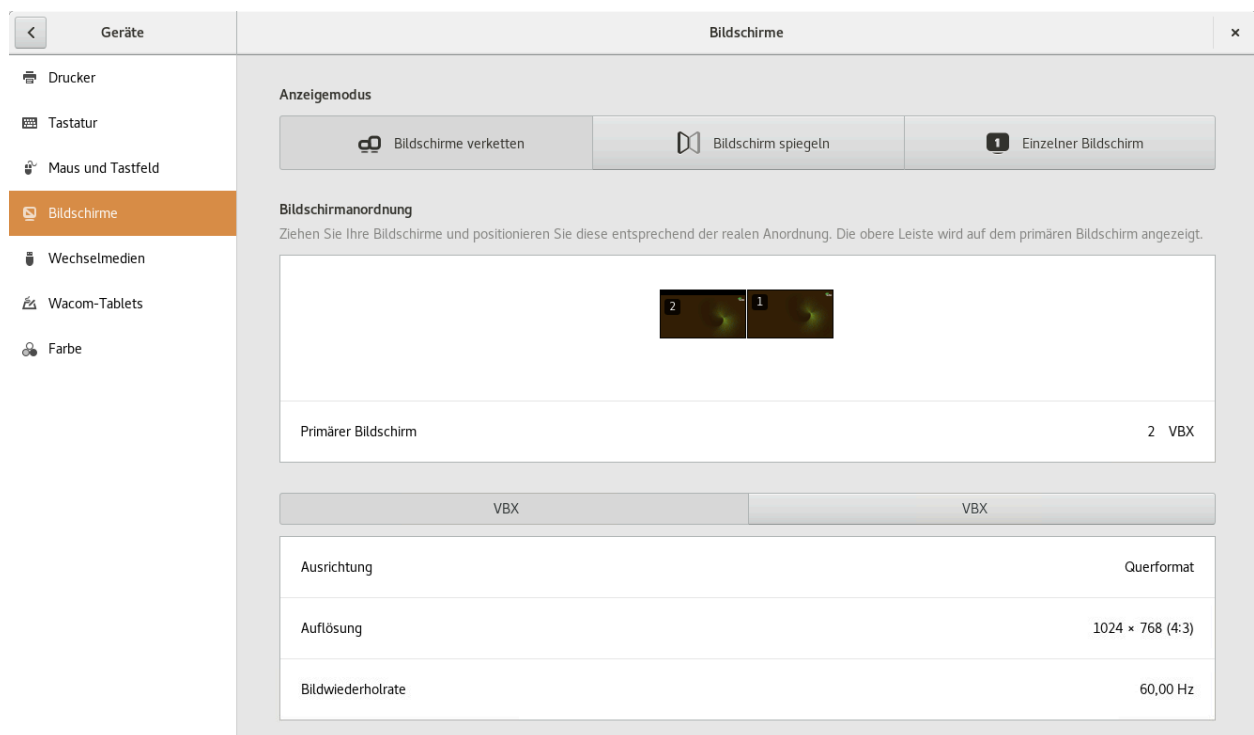 Geräte
Bildschirme
×
Drucker
Tastatur
Maus und Tastfeld
Bildschirme
Wechselmedien
Wacom-Tablets
Farbe
Anzeigemodus
Bildschirme verketten
Bildschirm spiegeln
1 Einzelner Bildschirm
Bildschirmanordnung
Ziehen Sie Ihre Bildschirme und positionieren Sie diese entsprechend der realen Anordnung. Die obere Leiste wird auf dem primären Bildschirm angezeigt.
2 1
Primärer Bildschirm 2 VBX
VBX VBX
Ausrichtung Querformat
Auflösung 1024 × 768 (4∶3)
Bildwiederholrate 60,00 Hz